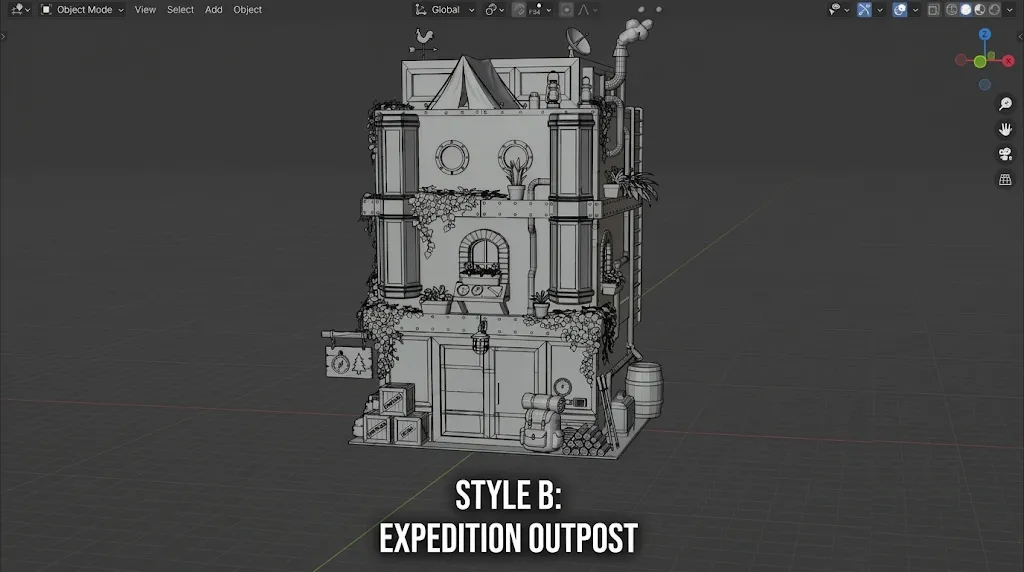 Object Mode
View
Select
Add
Object
Global
Z
X
STYLE B:
EXPEDITION OUTPOST